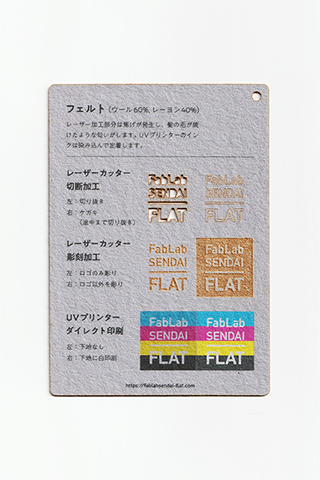 フェルト（ウール60%, レーヨン40%）
レーザー加工部分は焦げが発生し、髪の毛が焼
けたような匂いがします。UVプリンターのイン
クは染み込んで定着します。
レーザーカッター
切断加工
左：切り抜き
右：ケガキ
（途中まで切り抜き）
FabLab
SENDAI
FLAT
FabLab
SENDAI
FLAT
レーザーカッター
彫刻加工
左：ロゴのみ彫り
右：ロゴ以外を彫り
FabLab
SENDAI
FLAT
FabLab
SENDAI
FLAT
UVプリンター
ダイレクト印刷
左：下地なし
右：下地に白印刷
FabLab
SENDAI
FLAT
FabLab
SENDAI
FLAT
https://fablabsendai-flat.com